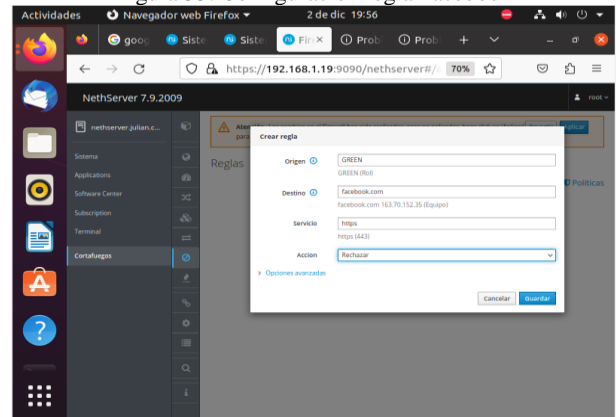 Actividades
Navegador web Firefox
2 de dic 19:56
goog
Siste
Siste
Fir
Prob
Prob
https://192.168.1.19:9090/nethserver#/
70%
NethServer 7.9.2009
root
nethserver.julian.c...
Sistema
Applications
Software Center
Subscription
Terminal
Cortafuegos
Reglas
Aplicar
Políticas
Crear regla
Origen
GREEN
GREEN (Rol)
Destino
facebook.com
facebook.com 163.70.152.35 (Equipo)
Servicio
https
https (443)
Accion
Rechazar
Opciones avanzadas
Cancelar
Guardar